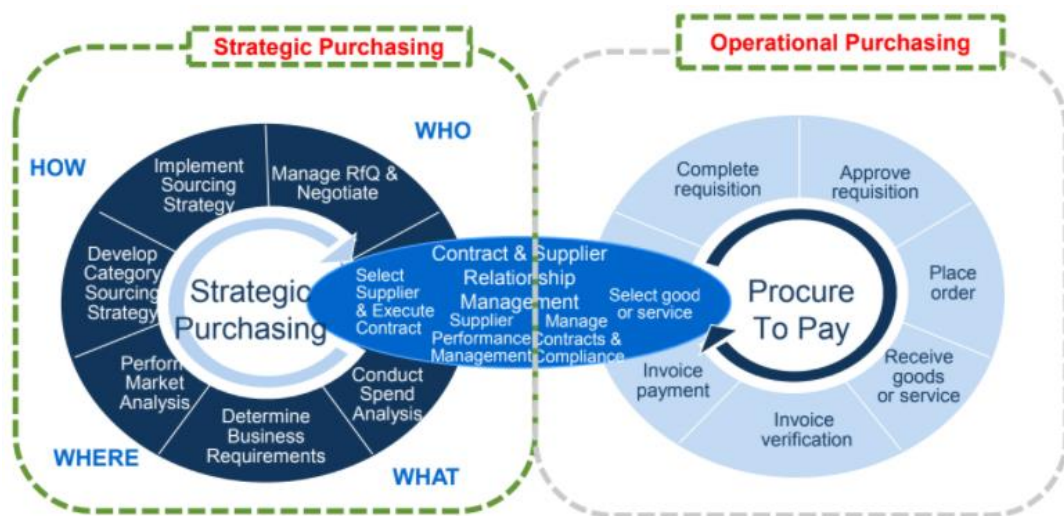 Strategic Purchasing
Operational Purchasing
WHO
HOW
WHERE
WHAT
Implement
Sourcing
Strategy
Manage RfQ &
Negotiate
Develop
Category
Sourcing
Strategy
Perform
Market
Analysis
Determine
Business
Requirements
Conduct
Spend
Analysis
Strategic
Purchasing
Select
Supplier
& Execute
Contract
Contract & Supplier
Relationship
Management
Supplier
Performance
Management
Manage
Contracts &
Compliance
Select good
or service
Complete
requisition
Approve
requisition
Place
order
Receive
goods
or service
Invoice
verification
Invoice
payment
Procure
To Pay